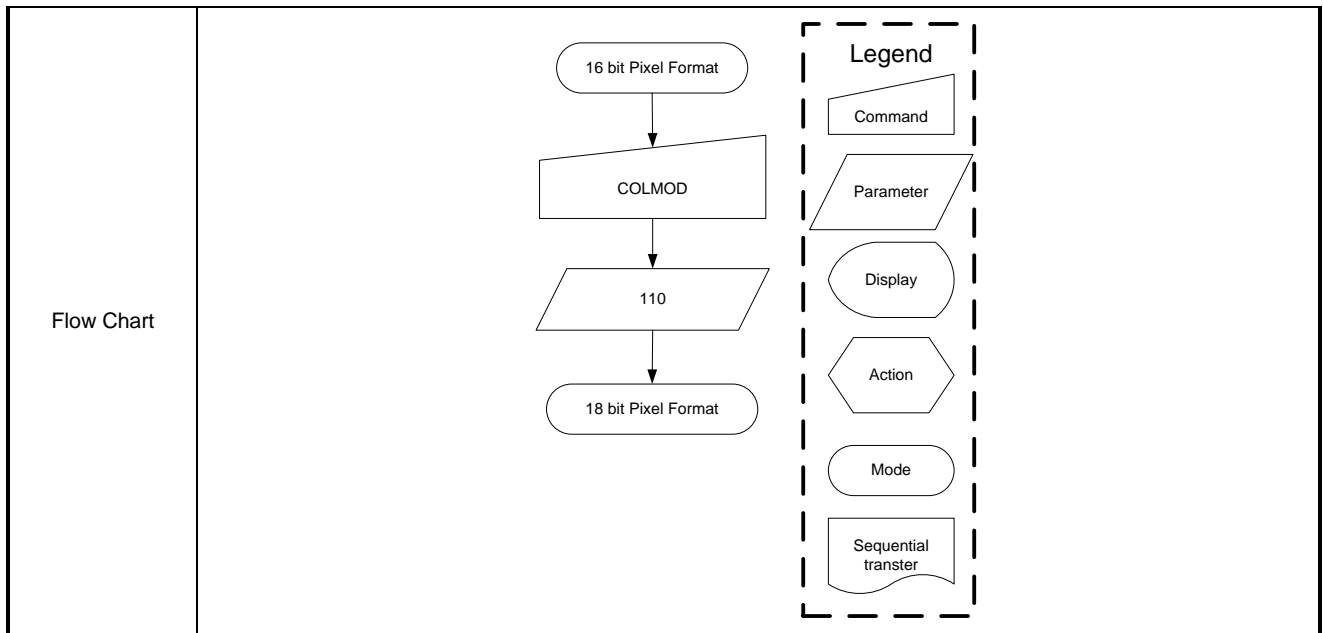 Flow Chart
16 bit Pixel Format
COLMOD
110
18 bit Pixel Format
Legend
Command
Parameter
Display
Action
Mode
Sequential
transter